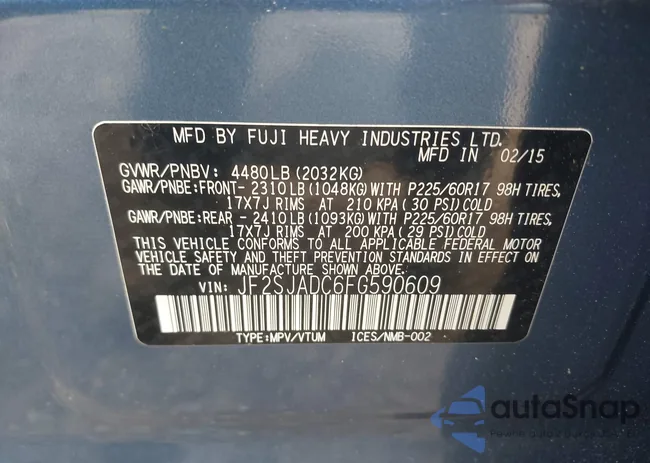 MFD BY FUJI HEAVY INDUSTRIES LTD.
MFD IN 02/15
GVWR/PNBV: 4480LB(2032KG)
GAWR/PNBE:FRONT- 2310LB(1048KG)WITH P225/60R17 98H TIRES,
17X7J RIMS AT 210 KPA(30 PSI)COLD
GAWR/PNBE:REAR -2410LB(1093KG)WITH P225/60R17 98H TIRES,
17X7J RIMS AT 200 KPA(29 PSI)COLD
THIS VEHICLE CONFORMS TO ALL APPLICABLE FEDERAL MOTOR
VEHICLE SAFETY AND THEFT PREVENTION STANDARDS IN EFFECT ON
THE DATE OF MANUFACTURE SHOWN ABOVE.
VIN: JF2SJADC6FG590609
TYPE:MPV/VTUM ICES/NMB-002
autoSnap